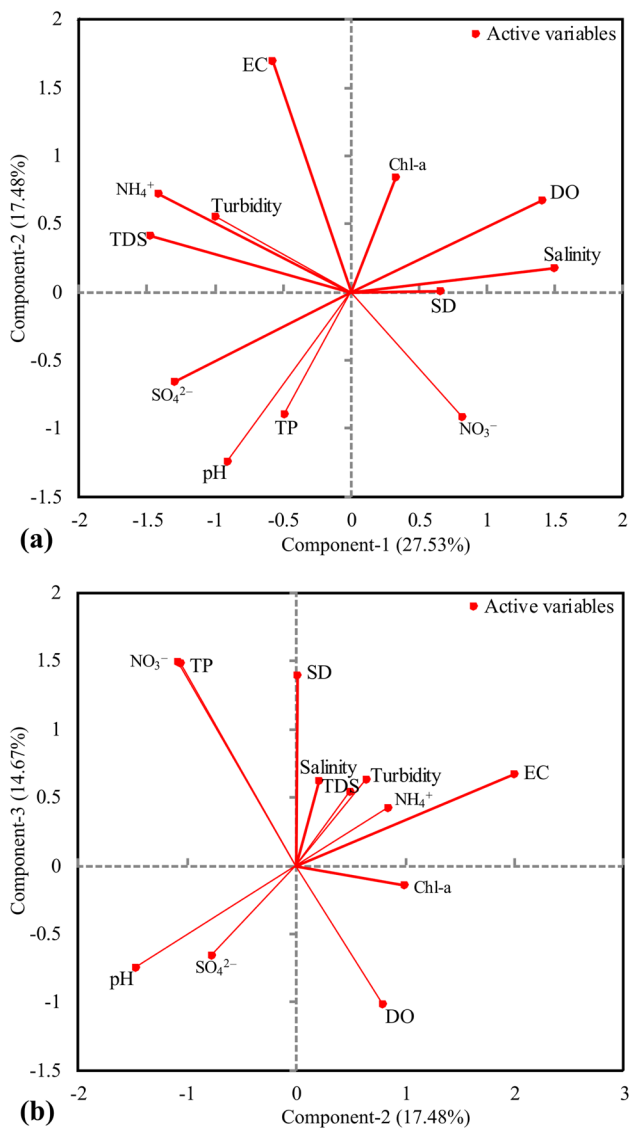 2
Active variables
EC
1.5
1
Chl-a
NH₄⁺
DO
Turbidity
0.5
TDS
Salinity
0
SD
-0.5
SO₄²⁻
TP
NO₃⁻
-1
pH
-1.5
Component-2 (17.48%)
-2 -1.5 -1 -0.5 0 0.5 1 1.5 2
(a)
Component-1 (27.53%)
2
Active variables
1.5
NO₃⁻ TP
SD
1
Salinity
Turbidity
EC
TDS
NH₄⁺
0.5
0
Chl-a
-0.5
pH
SO₄²⁻
-1
DO
-1.5
Component-3 (14.67%)
-2 -1 0 1 2 3
(b)
Component-2 (17.48%)